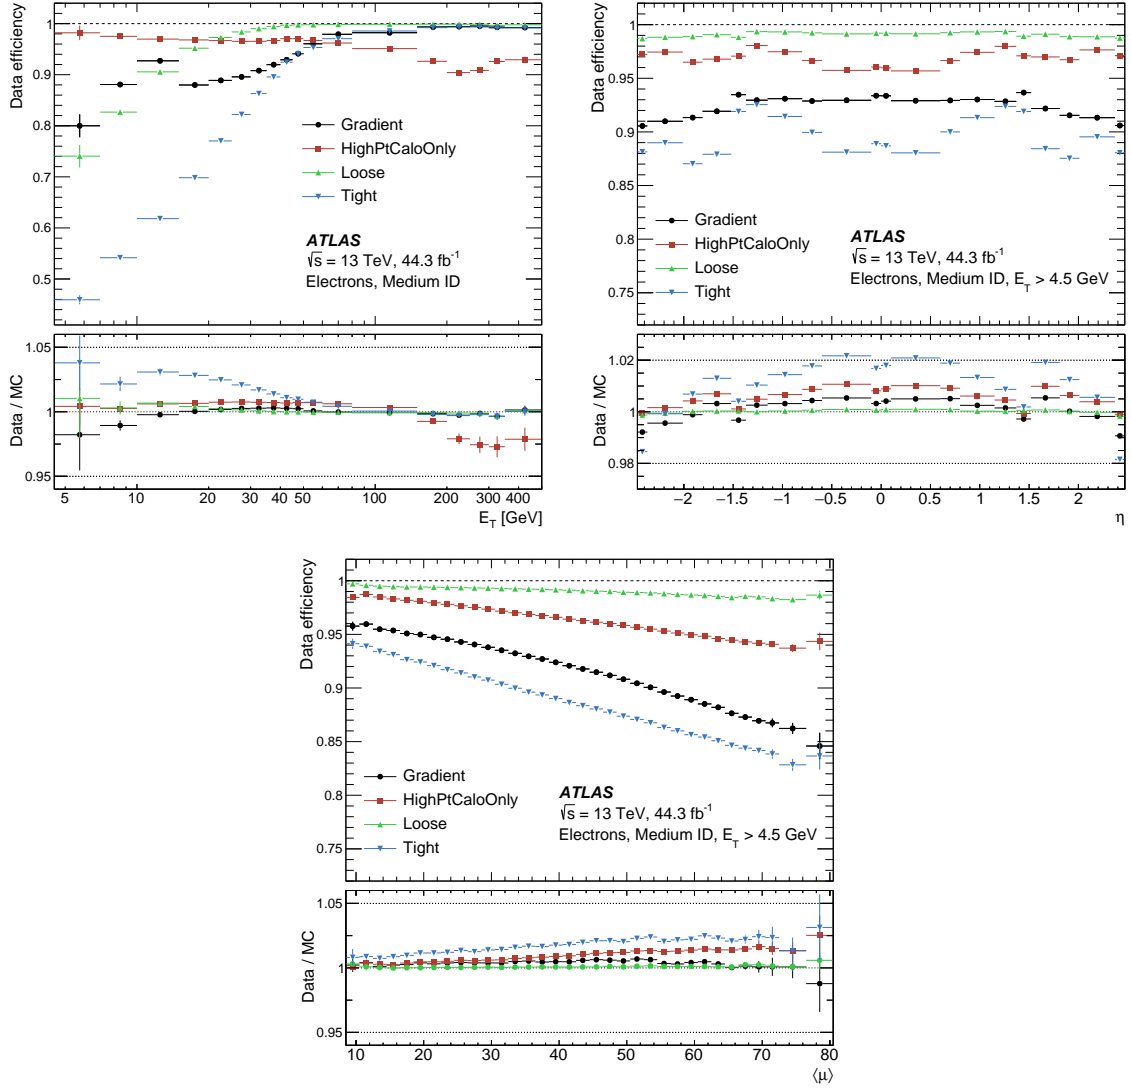 Data efficiency
1
0.9
0.8
0.7
0.6
0.5
Gradient
HighPtCaloOnly
Loose
Tight
ATLAS
√s = 13 TeV, 44.3 fb⁻¹
Electrons, Medium ID
Data / MC
1.05
1
0.95
5 6 7 10 20 30 40 50 100 200 300 400
E_T [GeV]
Data efficiency
1
0.95
0.9
0.85
0.8
0.75
Gradient
HighPtCaloOnly
Loose
Tight
ATLAS
√s = 13 TeV, 44.3 fb⁻¹
Electrons, Medium ID, E_T > 4.5 GeV
Data / MC
1.02
1
0.98
−2 −1.5 −1 −0.5 0 0.5 1 1.5 2
η
Data efficiency
1
0.95
0.9
0.85
0.8
0.75
Gradient
HighPtCaloOnly
Loose
Tight
ATLAS
√s = 13 TeV, 44.3 fb⁻¹
Electrons, Medium ID, E_T > 4.5 GeV
Data / MC
1.05
1
0.95
10 20 30 40 50 60 70 80
⟨μ⟩